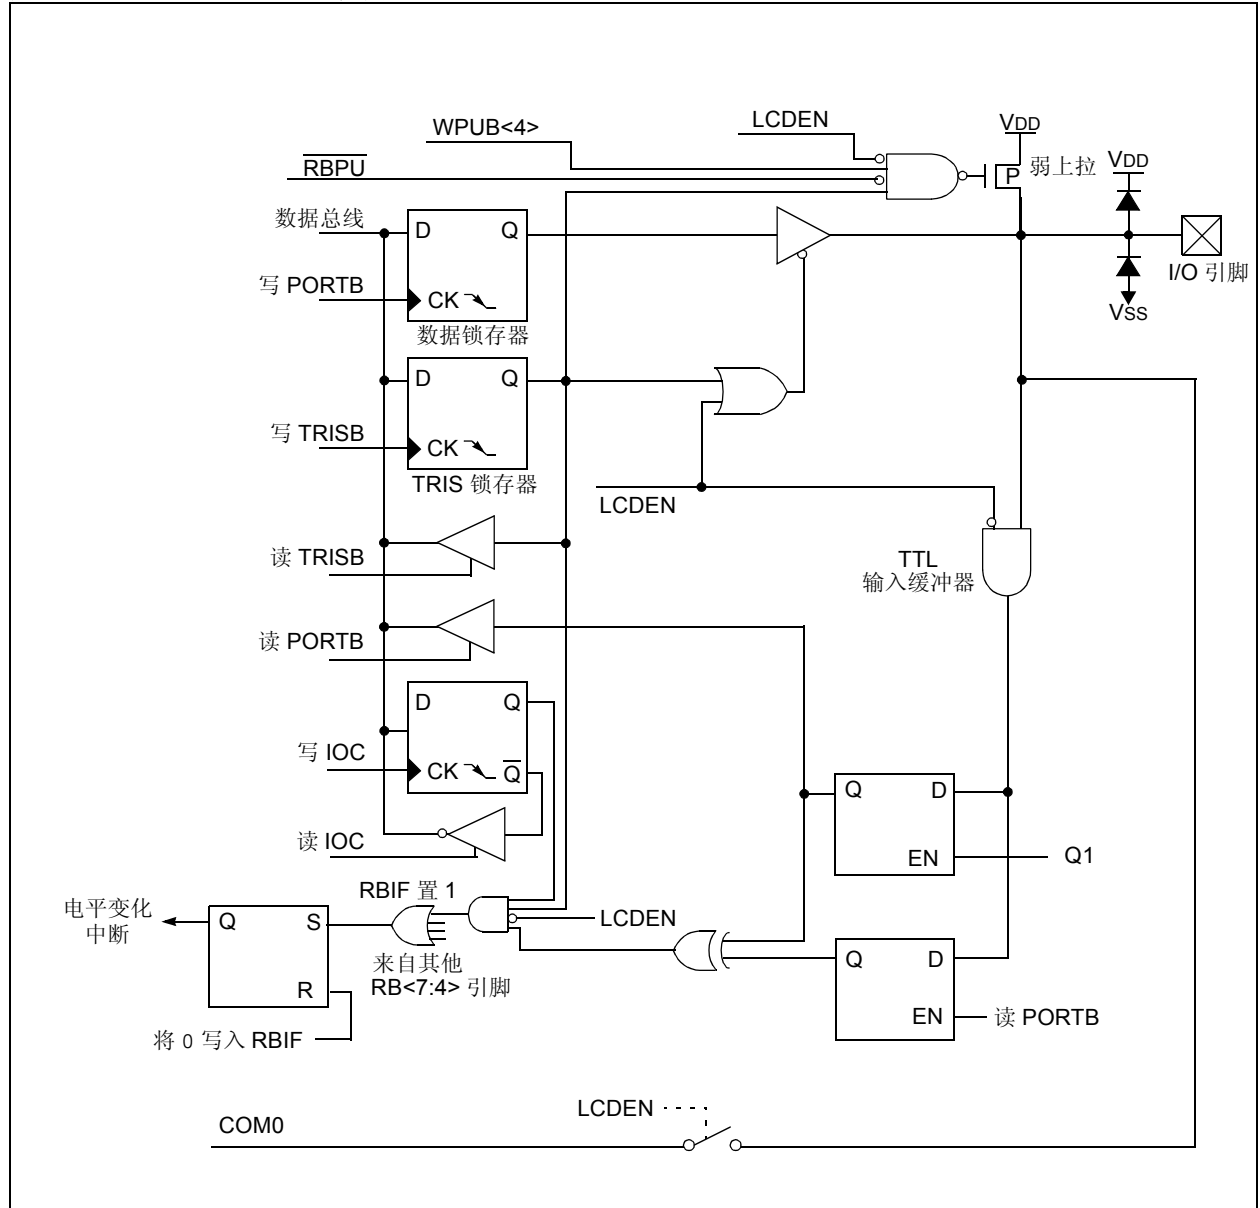 LCDEN
WPUB<4>
VDD
RBPU
弱上拉
VDD
数据总线
D
Q
I/O 引脚
写 PORTB
CK
VSS
数据锁存器
D
Q
写 TRISB
CK
TRIS 锁存器
LCDEN
读 TRISB
TTL
输入缓冲器
读 PORTB
D
Q
写 IOC
CK
Q
Q
D
读 IOC
EN
Q1
RBIF 置 1
电平变化
中断
Q
S
LCDEN
来自其他
RB<7:4> 引脚
Q
D
R
EN
读 PORTB
将 0 写入 RBIF
LCDEN
COM0
P